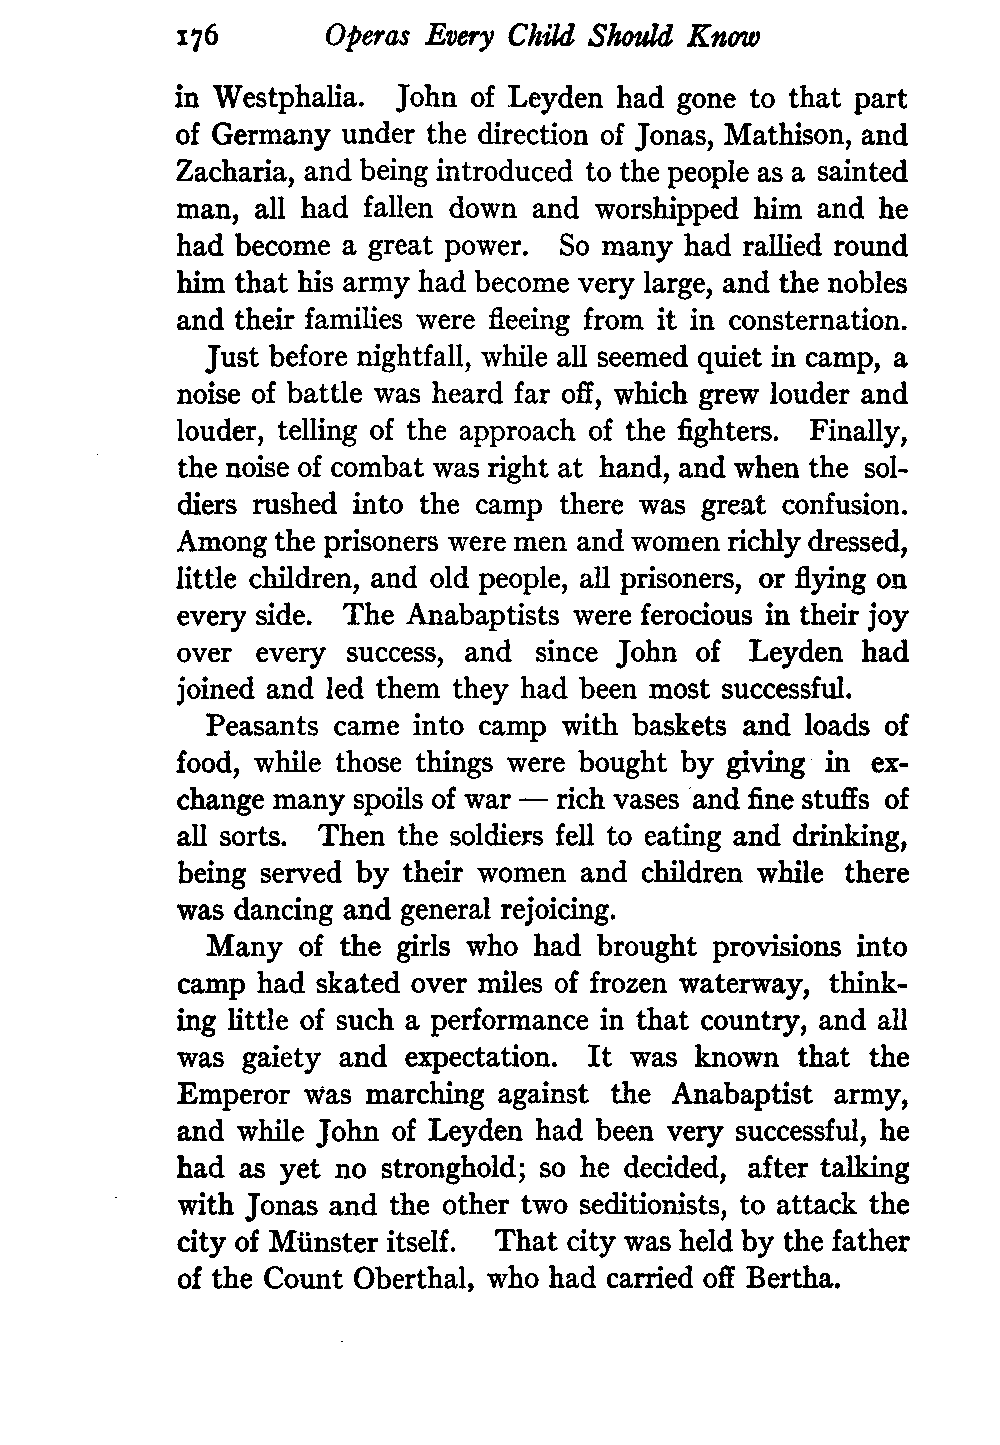 176 Operas Every Child Should Know
in Westphalia. John of Leyden had gone to that part
of Germany under the direction of Jonas, Mathison, and
Zacharia, and being introduced to the people as a sainted
man, all had fallen down and worshipped him and he
had become a great power. So many had rallied round
him that his army had become very large, and the nobles
and their families were fleeing from it in consternation.
Just before nightfall, while all seemed quiet in camp, a
noise of battle was heard far off, which grew louder and
louder, telling of the approach of the fighters. Finally,
the noise of combat was right at hand, and when the sol-
diers rushed into the camp there was great confusion.
Among the prisoners were men and women richly dressed,
little children, and old people, all prisoners, or flying on
every side. The Anabaptists were ferocious in their joy
over every success, and since John of Leyden had
joined and led them they had been most successful.
Peasants came into camp with baskets and loads of
food, while those things were bought by giving in ex-
change many spoils of war — rich vases and fine stuffs of
all sorts. Then the soldiers fell to eating and drinking,
being served by their women and children while there
was dancing and general rejoicing.
Many of the girls who had brought provisions into
camp had skated over miles of frozen waterway, think-
ing little of such a performance in that country, and all
was gaiety and expectation. It was known that the
Emperor was marching against the Anabaptist army,
and while John of Leyden had been very successful, he
had as yet no stronghold; so he decided, after talking
with Jonas and the other two seditionists, to attack the
city of Münster itself. That city was held by the father
of the Count Oberthal, who had carried off Bertha.